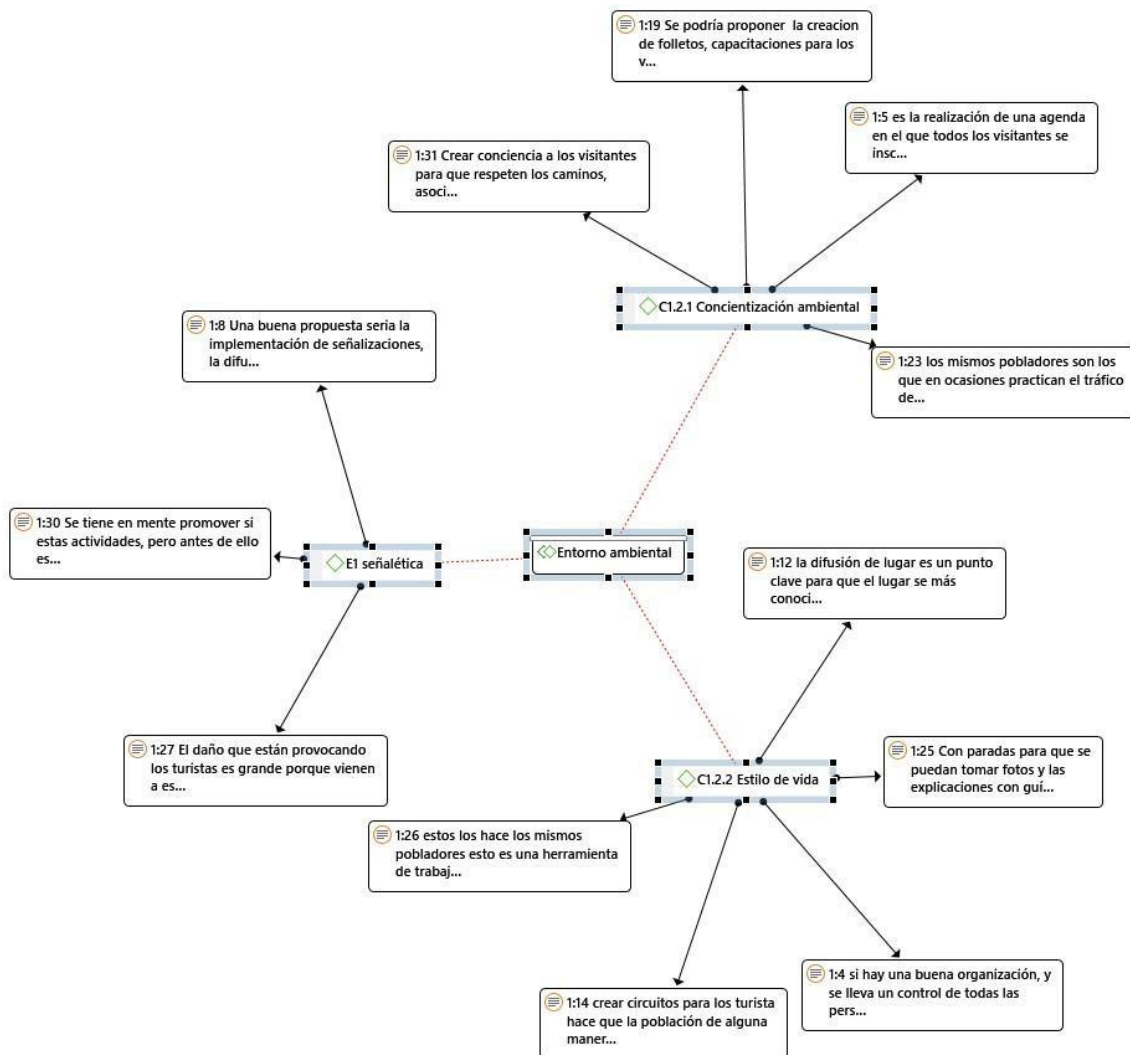 1:19 Se podría proponer  la creacion
de folletos, capacitaciones para los
v...
1:5 es la realización de una agenda
en el que todos los visitantes se
insc...
1:31 Crear conciencia a los visitantes
para que respeten los caminos,
asoci...
C1.2.1 Concientización ambiental
1:8 Una buena propuesta seria la
implementación de señalizaciones,
la difu...
1:23 los mismos pobladores son los
que en ocasiones practican el tráfico
de...
1:30 Se tiene en mente promover si
estas actividades, pero antes de ello
es...
E1 señalética
Entorno ambiental
1:12 la difusión de lugar es un punto
clave para que el lugar se más
conoci...
1:27 El daño que están provocando
los turistas es grande porque vienen
a es...
C1.2.2 Estilo de vida
1:25 Con paradas para que se
puedan tomar fotos y las
explicaciones con guí...
1:26 estos los hace los mismos
pobladores esto es una herramienta
de trabaj...
1:4 si hay una buena organización, y
se lleva un control de todas las
pers...
1:14 crear circuitos para los turista
hace que la población de alguna
maner...